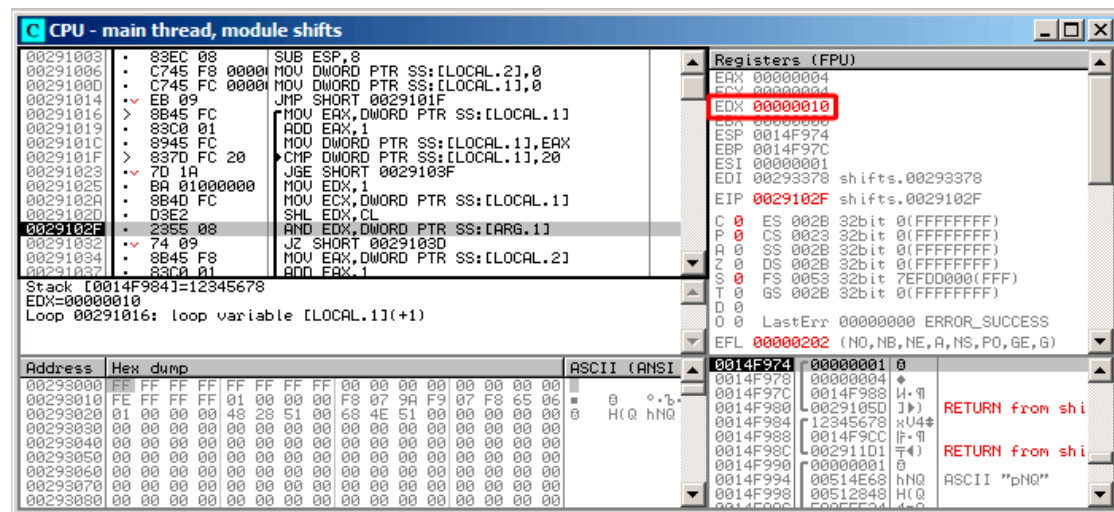 C CPU - main thread, module shifts
00291003 · 83EC 08 SUB ESP,8
00291006 · C745 F8 0000 MOV DWORD PTR SS:[LOCAL.2],0
0029100D · C745 FC 0000 MOV DWORD PTR SS:[LOCAL.1],0
00291014 · EB 09 JMP SHORT 0029101F
00291016 > 8B45 FC MOV EAX,DWORD PTR SS:[LOCAL.1]
00291019 · 83C0 01 ADD EAX,1
0029101C · 8945 FC MOV DWORD PTR SS:[LOCAL.1],EAX
0029101F > 837D FC 20 CMP DWORD PTR SS:[LOCAL.1],20
00291023 · 7D 1A JGE SHORT 0029103F
00291025 · BA 01000000 MOV EDX,1
0029102A · 8B4D FC MOV ECX,DWORD PTR SS:[LOCAL.1]
0029102D · D3E2 SHL EDX,CL
0029102F · 2355 08 AND EDX,DWORD PTR SS:[ARG.1]
00291032 · 74 09 JZ SHORT 0029103D
00291034 · 8B45 F8 MOV EAX,DWORD PTR SS:[LOCAL.2]
00291037 · 83C0 01 ADD EAX,1
Stack [0014F984]=12345678
EDX=00000010
Loop 00291016: loop variable [LOCAL.1](+1)
Registers (FPU)
EAX 00000004
ECX 00000004
EDX 00000010
EBX 00000000
ESP 0014F974
EBP 0014F97C
ESI 00000001
EDI 00293378 shifts.00293378
EIP 0029102F shifts.0029102F
C 0 ES 002B 32bit 0(FFFFFFFF)
P 0 CS 0023 32bit 0(FFFFFFFF)
A 0 SS 002B 32bit 0(FFFFFFFF)
Z 0 DS 002B 32bit 0(FFFFFFFF)
S 0 FS 0053 32bit 7EFDD000(FFF)
T 0 GS 002B 32bit 0(FFFFFFFF)
D 0
O 0 LastErr 00000000 ERROR_SUCCESS
EFL 00000202 (NO,NB,NE,A,NS,PO,GE,G)
Address Hex dump ASCII (ANSI
00293000 FF FF FF FF FF FF FF FF 00 00 00 00 00 00 00 00
00293010 FE FF FF FF 01 00 00 00 F8 07 9A F9 07 F8 65 06
00293020 01 00 00 00 48 28 51 00 68 4E 51 00 00 00 00 00 H(Q hNQ
00293030 00 00 00 00 00 00 00 00 00 00 00 00 00 00 00 00
00293040 00 00 00 00 00 00 00 00 00 00 00 00 00 00 00 00
00293050 00 00 00 00 00 00 00 00 00 00 00 00 00 00 00 00
00293060 00 00 00 00 00 00 00 00 00 00 00 00 00 00 00 00
00293070 00 00 00 00 00 00 00 00 00 00 00 00 00 00 00 00
00293080 00 00 00 00 00 00 00 00 00 00 00 00 00 00 00 00
0014F974 00000001
0014F978 00000004
0014F97C 0014F988
0014F980 0029105D RETURN from shi
0014F984 12345678 xV4
0014F988 0014F9CC
0014F98C 002911D1 RETURN from shi
0014F990 00000001
0014F994 00514E68 hNQ ASCII "pNQ"
0014F998 00512848 H(Q